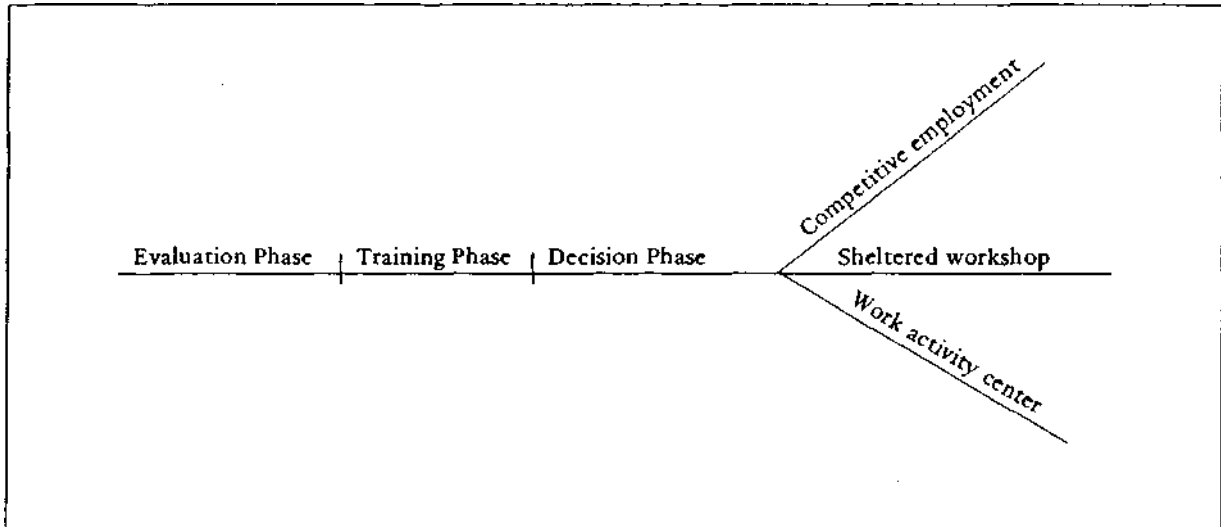 Competitive employment
Evaluation Phase Training Phase Decision Phase Sheltered workshop
Work activity center